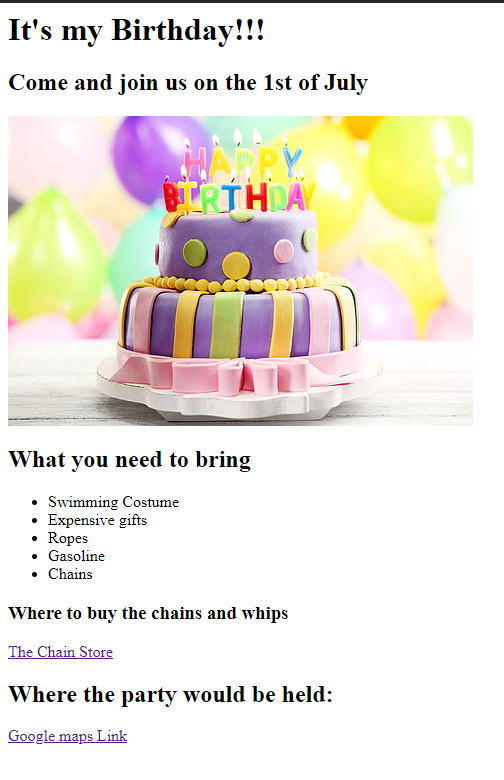 It's my Birthday!!!
Come and join us on the 1st of July
HAPPY
BIRTHDAY
What you need to bring
Swimming Costume
Expensive gifts
Ropes
Gasoline
Chains
Where to buy the chains and whips
The Chain Store
Where the party would be held:
Google maps Link